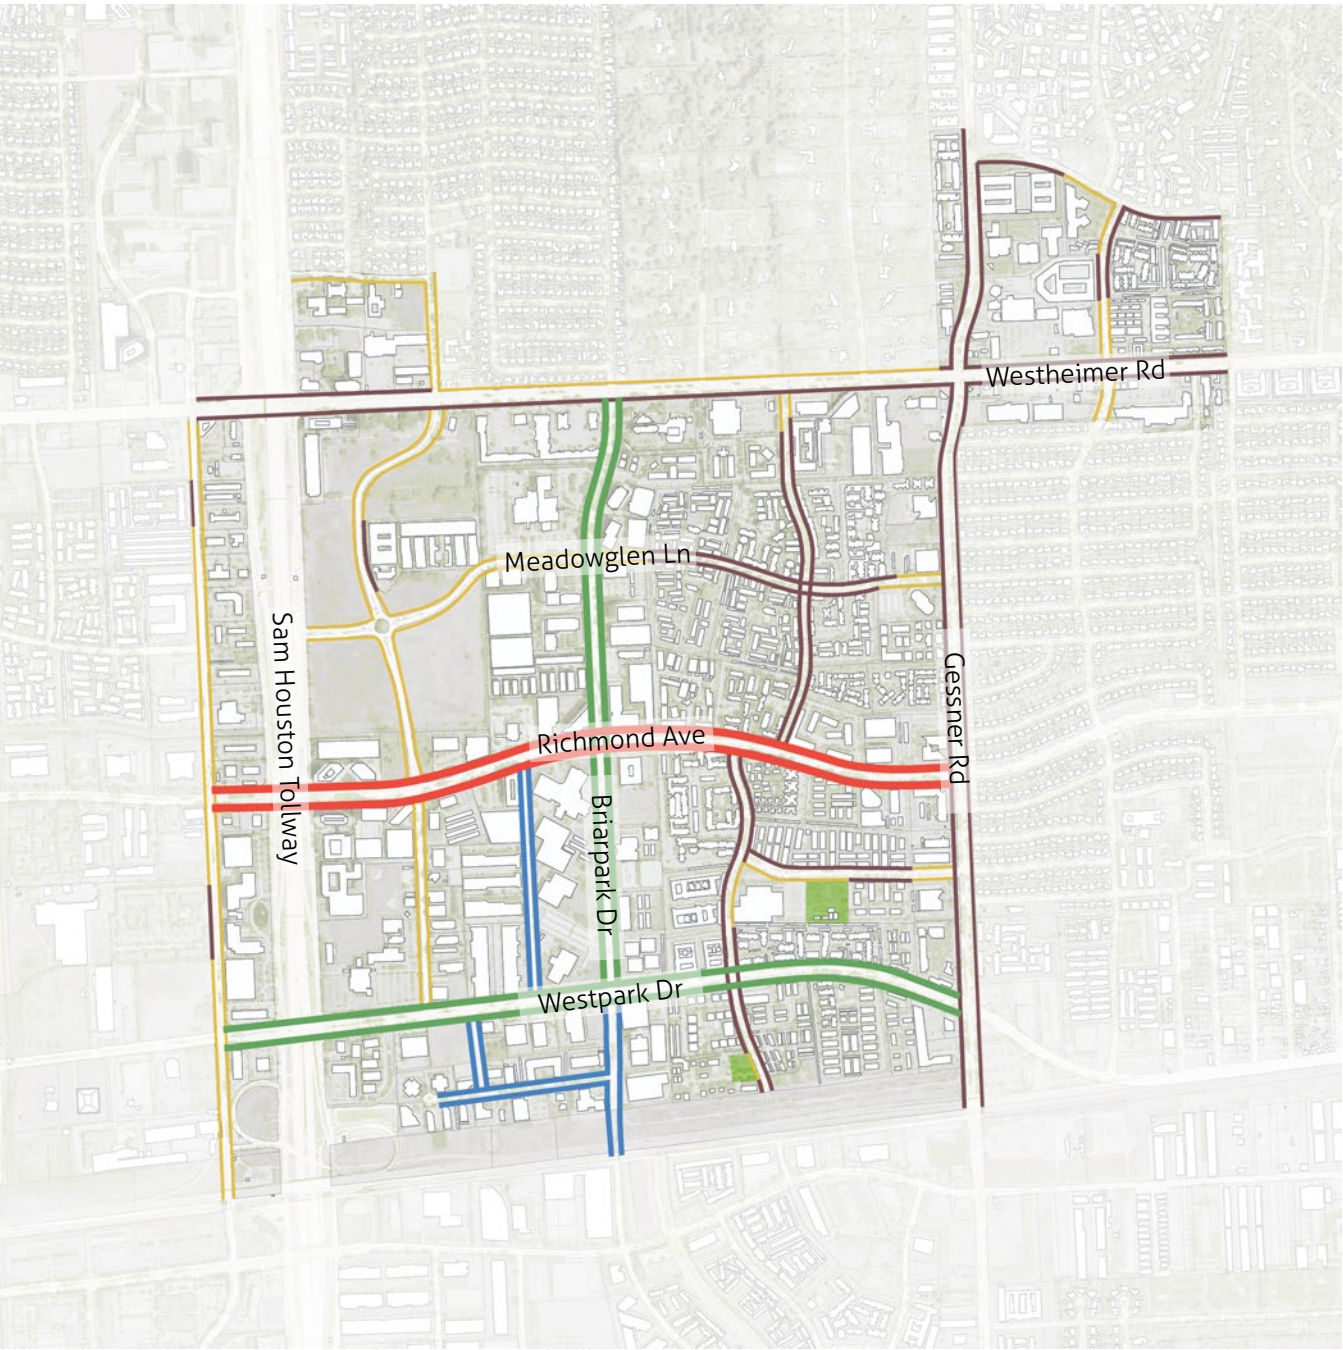 Westheimer Rd
Meadowglen Ln
Sam Houston Tollway
Gessner Rd
Richmond Ave
Briarpark Dr
Westpark Dr